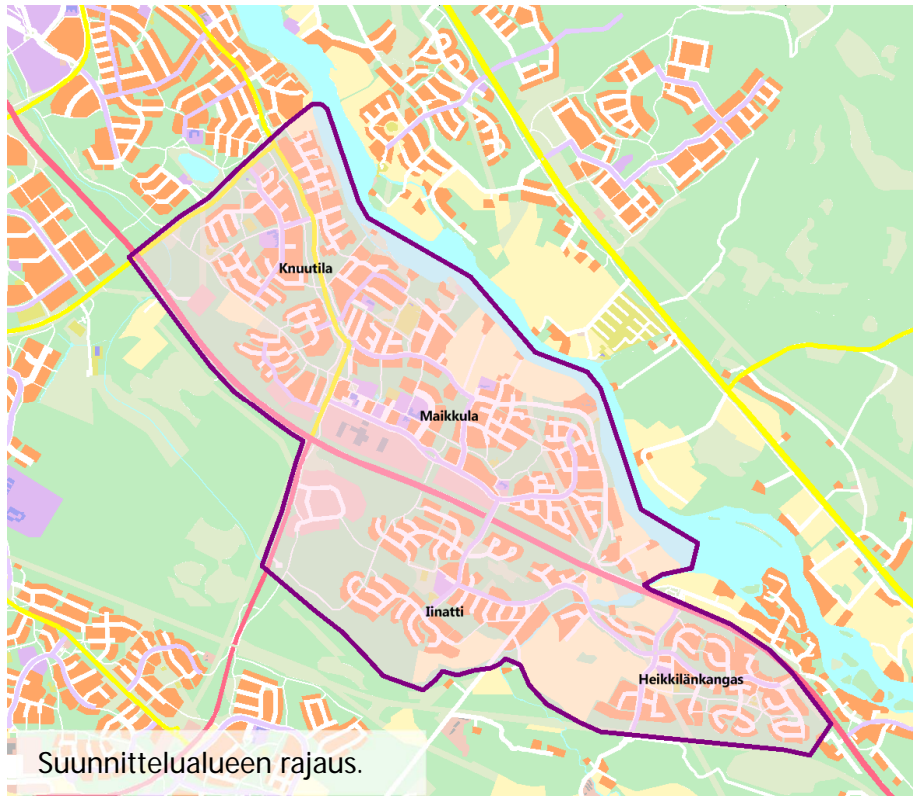 Knuutila
Maikkula
Iinatti
Heikkilänkangas
Suunnittelualueen rajaus.